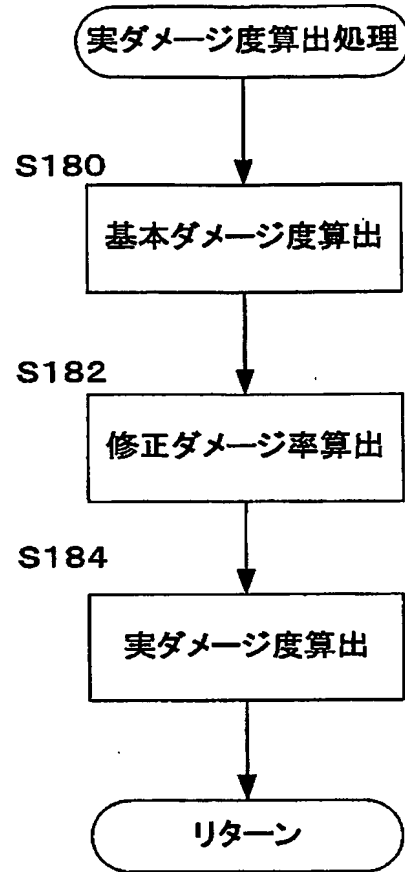 実ダメージ度算出処理
S180
基本ダメージ度算出
S182
修正ダメージ率算出
S184
実ダメージ度算出
リターン